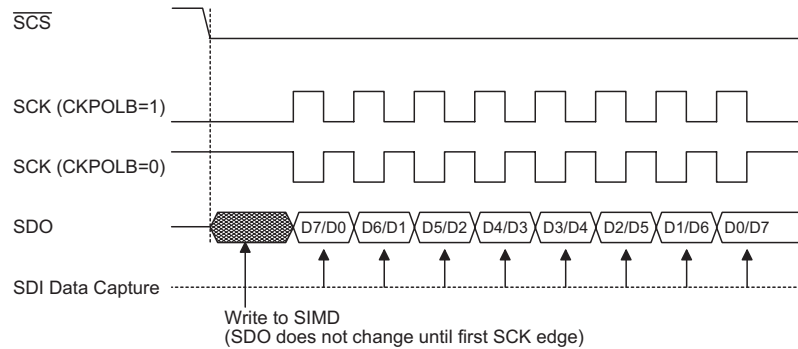 SCS
SCK (CKPOLB=1)
SCK (CKPOLB=0)
SDO
D7/D0 D6/D1 D5/D2 D4/D3 D3/D4 D2/D5 D1/D6 D0/D7
SDI Data Capture
Write to SIMD
(SDO does not change until first SCK edge)